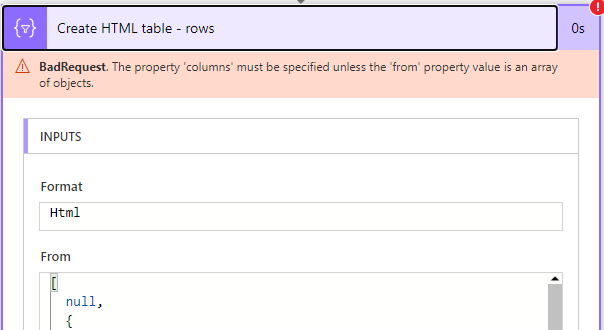 Create HTML table - rows
0s
BadRequest. The property 'columns' must be specified unless the 'from' property value is an array
of objects.
INPUTS
Format
Html
From
[
null,
{